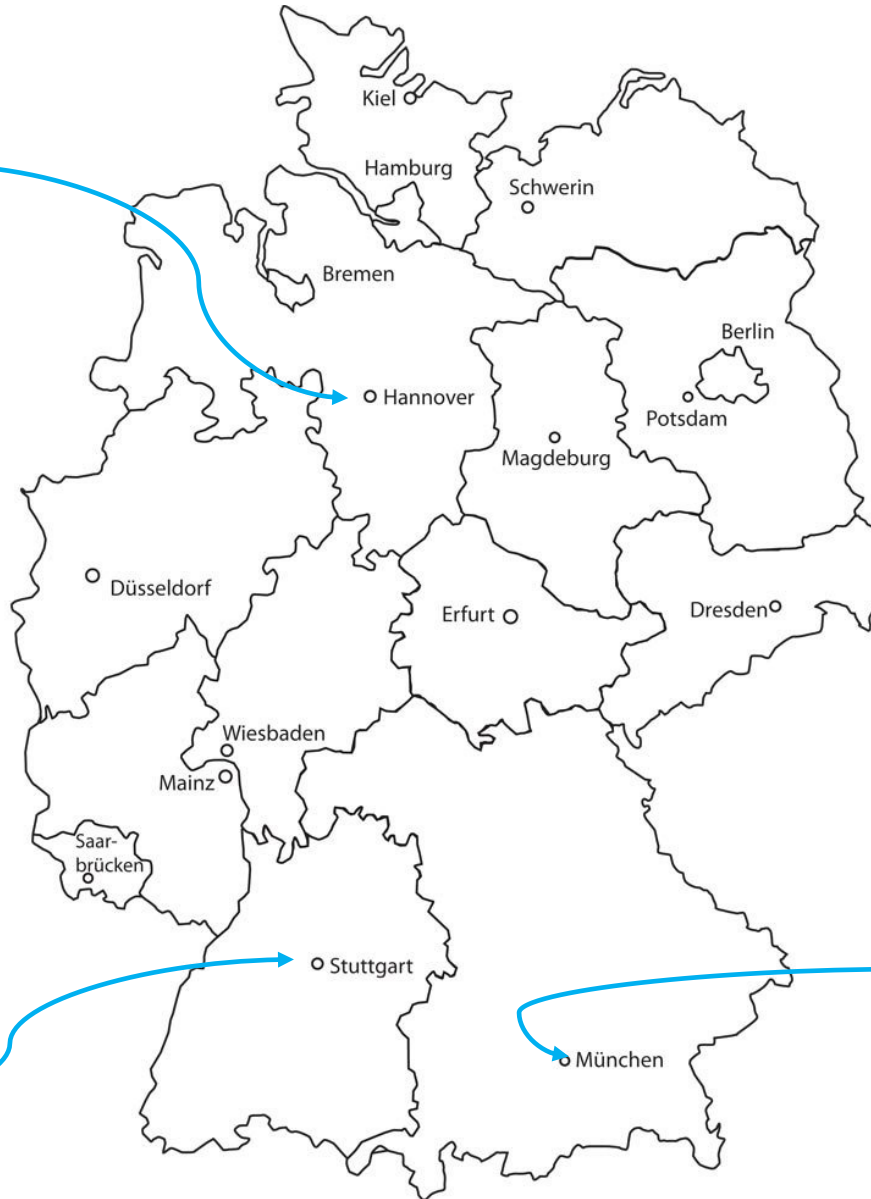 Kiel
Hamburg
Schwerin
Bremen
Berlin
Hannover
Potsdam
Magdeburg
Düsseldorf
Erfurt
Dresden
Wiesbaden
Mainz
Saar-
brücken
Stuttgart
München